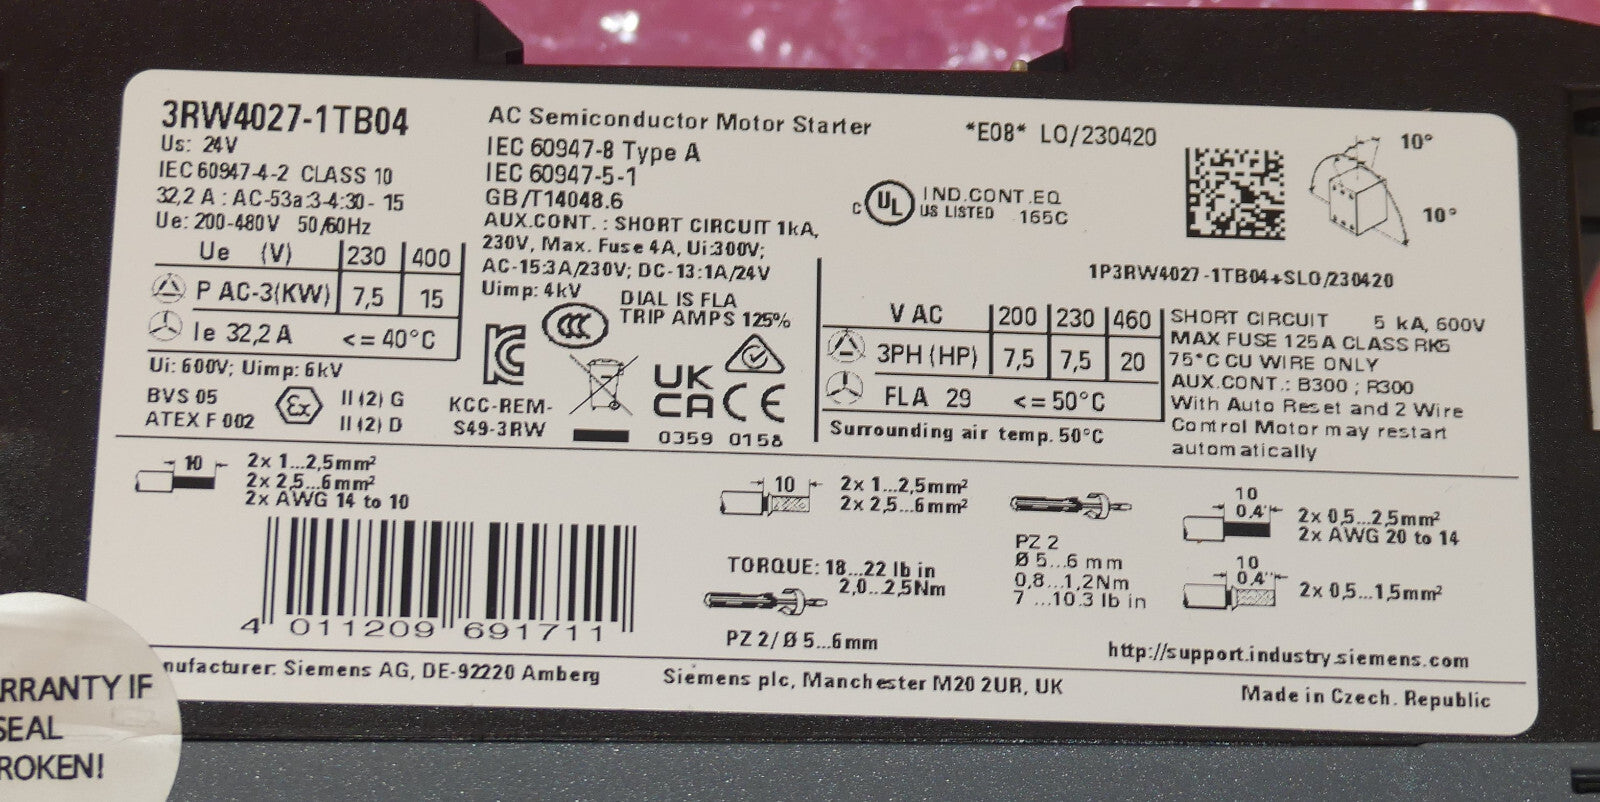 3RW4027-1TB04
Us: 24V
IEC 60947-4-2 CLASS 10
32,2 A : AC-53a:3-4:30- 15
Ue: 200-480V 50/60Hz
Ue (V) 230 400
P AC-3(KW) 7,5 15
Ie 32,2 A <= 40°C
Ui: 600V; Uimp: 6kV
BVS 05
ATEX F 002
Ex
II (2) G
II (2) D
AC Semiconductor Motor Starter
IEC 60947-8 Type A
IEC 60947-5-1
GB/T14048.6
AUX.CONT. : SHORT CIRCUIT 1kA,
230V, Max. Fuse 4A, Ui:300V;
AC-15:3A/230V; DC-13:1A/24V
Uimp: 4kV
DIAL IS FLA
TRIP AMPS 125%
CCC
KC
KCC-REM-
S49-3RW
UK
CA CE
0359 0158
*E08* LO/230420
C UL US LISTED
IND.CONT.EQ
165C
10°
10°
1P3RW4027-1TB04+SLO/230420
V AC 200 230 460
3PH (HP) 7,5 7,5 20
FLA 29 <= 50°C
Surrounding air temp. 50°C
SHORT CIRCUIT 5 kA, 600V
MAX FUSE 125A CLASS RK5
75°C CU WIRE ONLY
AUX.CONT.: B300 ; R300
With Auto Reset and 2 Wire
Control Motor may restart
automatically
10
2x 1...2,5mm²
2x 2,5...6mm²
2x AWG 14 to 10
4 011209 691711
10
2x 1...2,5mm²
2x 2,5...6mm²
TORQUE: 18...22 lb in
2,0...2,5Nm
PZ 2/ Ø 5...6mm
PZ 2
Ø 5...6 mm
0,8...1,2Nm
7 ...10.3 lb in
10
0.4"
2x 0,5...2,5mm²
2x AWG 20 to 14
10
0.4"
2x 0,5...1,5mm²
http://support.industry.siemens.com
nufacturer: Siemens AG, DE-92220 Amberg
Siemens plc, Manchester M20 2UR, UK
Made in Czech. Republic
RRANTY IF
SEAL
ROKEN!